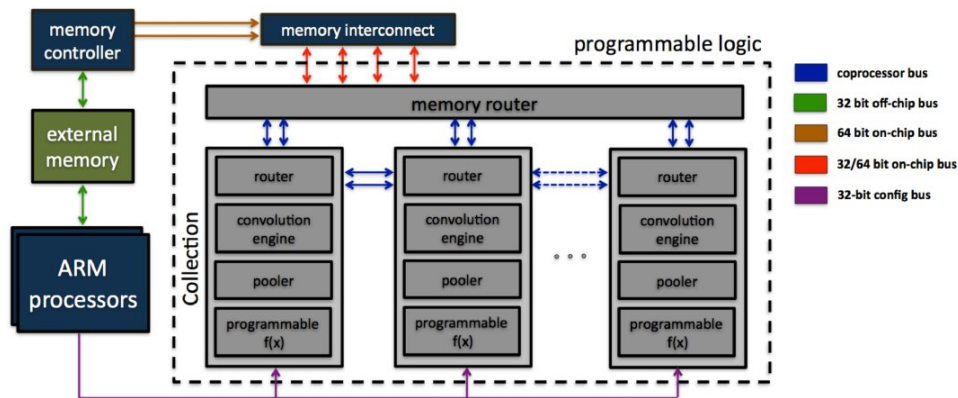 memory
controller
memory interconnect
programmable logic
memory router
external
memory
ARM
processors
Collection
router
convolution
engine
pooler
programmable
f(x)
router
convolution
engine
pooler
programmable
f(x)
. . .
router
convolution
engine
pooler
programmable
f(x)
coprocessor bus
32 bit off-chip bus
64 bit on-chip bus
32/64 bit on-chip bus
32-bit config bus